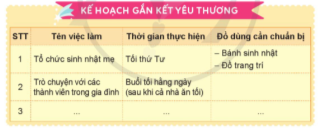 KẾ HOẠCH GẮN KẾT YÊU THƯƠNG
STT Tên việc làm Thời gian thực hiện Đồ dùng cần chuẩn bị
1 Tổ chức sinh nhật mẹ Tối thứ Tư – Bánh sinh nhật
– Đồ trang trí
2 Trò chuyện với các Buổi tối hằng ngày
thành viên trong gia đình (sau khi cả nhà ăn tối)
3 ... ... ...